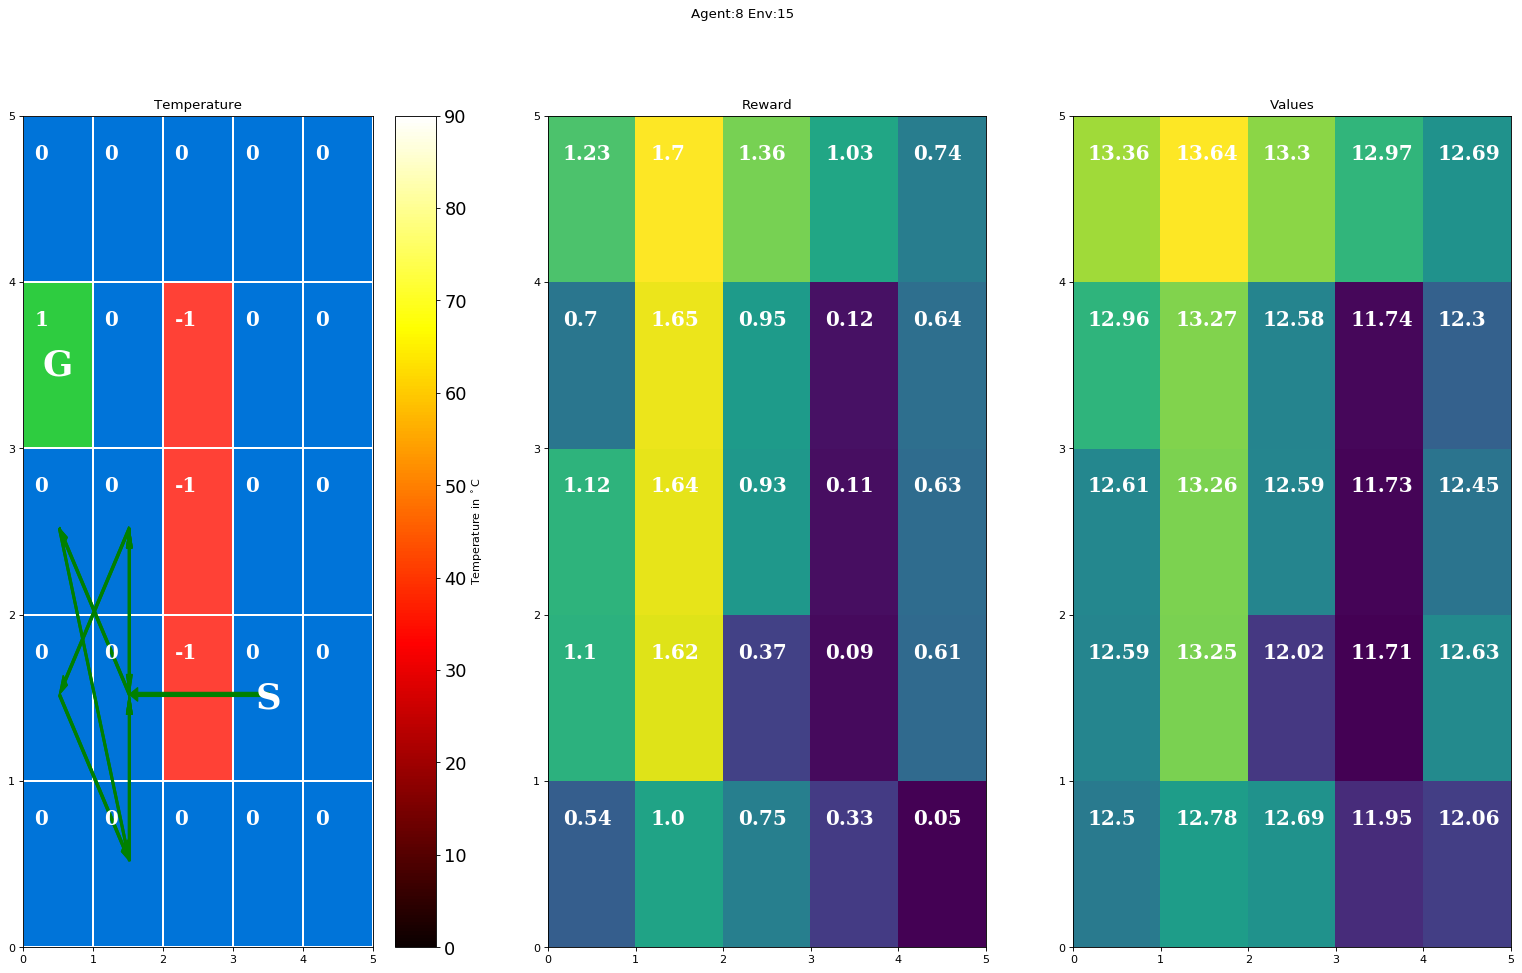 Agent:8 Env:15
Temperature
Reward
Values
5
0 0 0 0 0
4
1 0 -1 0 0
G
3
0 0 -1 0 0
2
0 0 -1 0 0
S
1
0 0 0 0 0
0
0 1 2 3 4 5
90
80
70
60
50
40
30
20
10
0
Temperature in °C
5
1.23 1.7 1.36 1.03 0.74
4
0.7 1.65 0.95 0.12 0.64
3
1.12 1.64 0.93 0.11 0.63
2
1.1 1.62 0.37 0.09 0.61
1
0.54 1.0 0.75 0.33 0.05
0
0 1 2 3 4 5
5
13.36 13.64 13.3 12.97 12.69
4
12.96 13.27 12.58 11.74 12.3
3
12.61 13.26 12.59 11.73 12.45
2
12.59 13.25 12.02 11.71 12.63
1
12.5 12.78 12.69 11.95 12.06
0
0 1 2 3 4 5